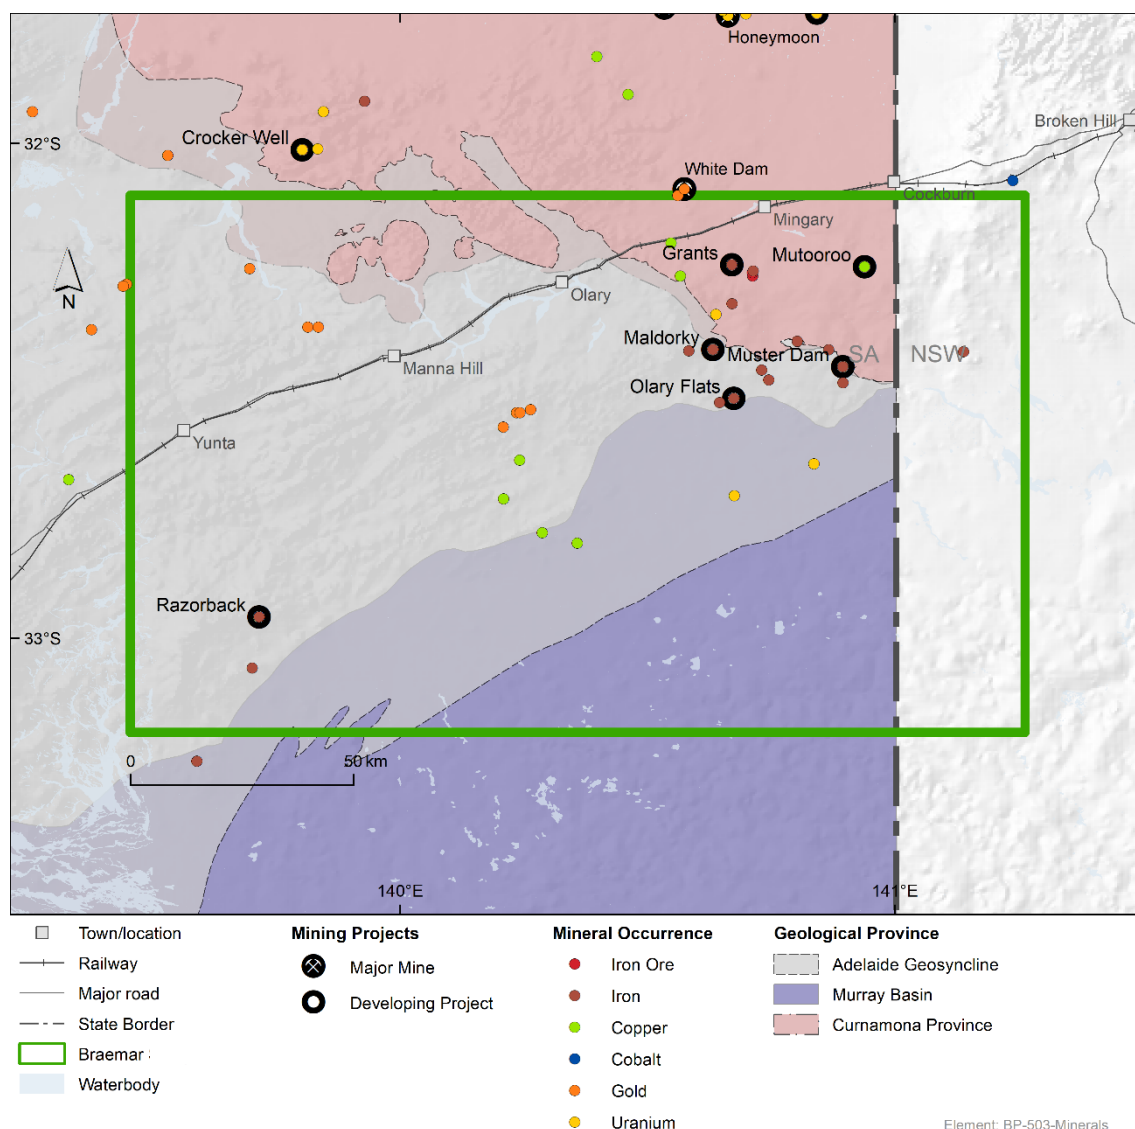 Honeymoon
Broken Hill
Crocker Well
32°S
White Dam
Cockburn
Mingary
Grants
Mutooroo
N
Olary
Maldorky
Muster Dam
SA
NSW
Manna Hill
Olary Flats
Yunta
Razorback
33°S
0
50 km
140°E
141°E
Town/location
Railway
Major road
State Border
Braemar
Waterbody
Mining Projects
Major Mine
Developing Project
Mineral Occurrence
Iron Ore
Iron
Copper
Cobalt
Gold
Uranium
Geological Province
Adelaide Geosyncline
Murray Basin
Curnamona Province
Element: BP-503-Minerals